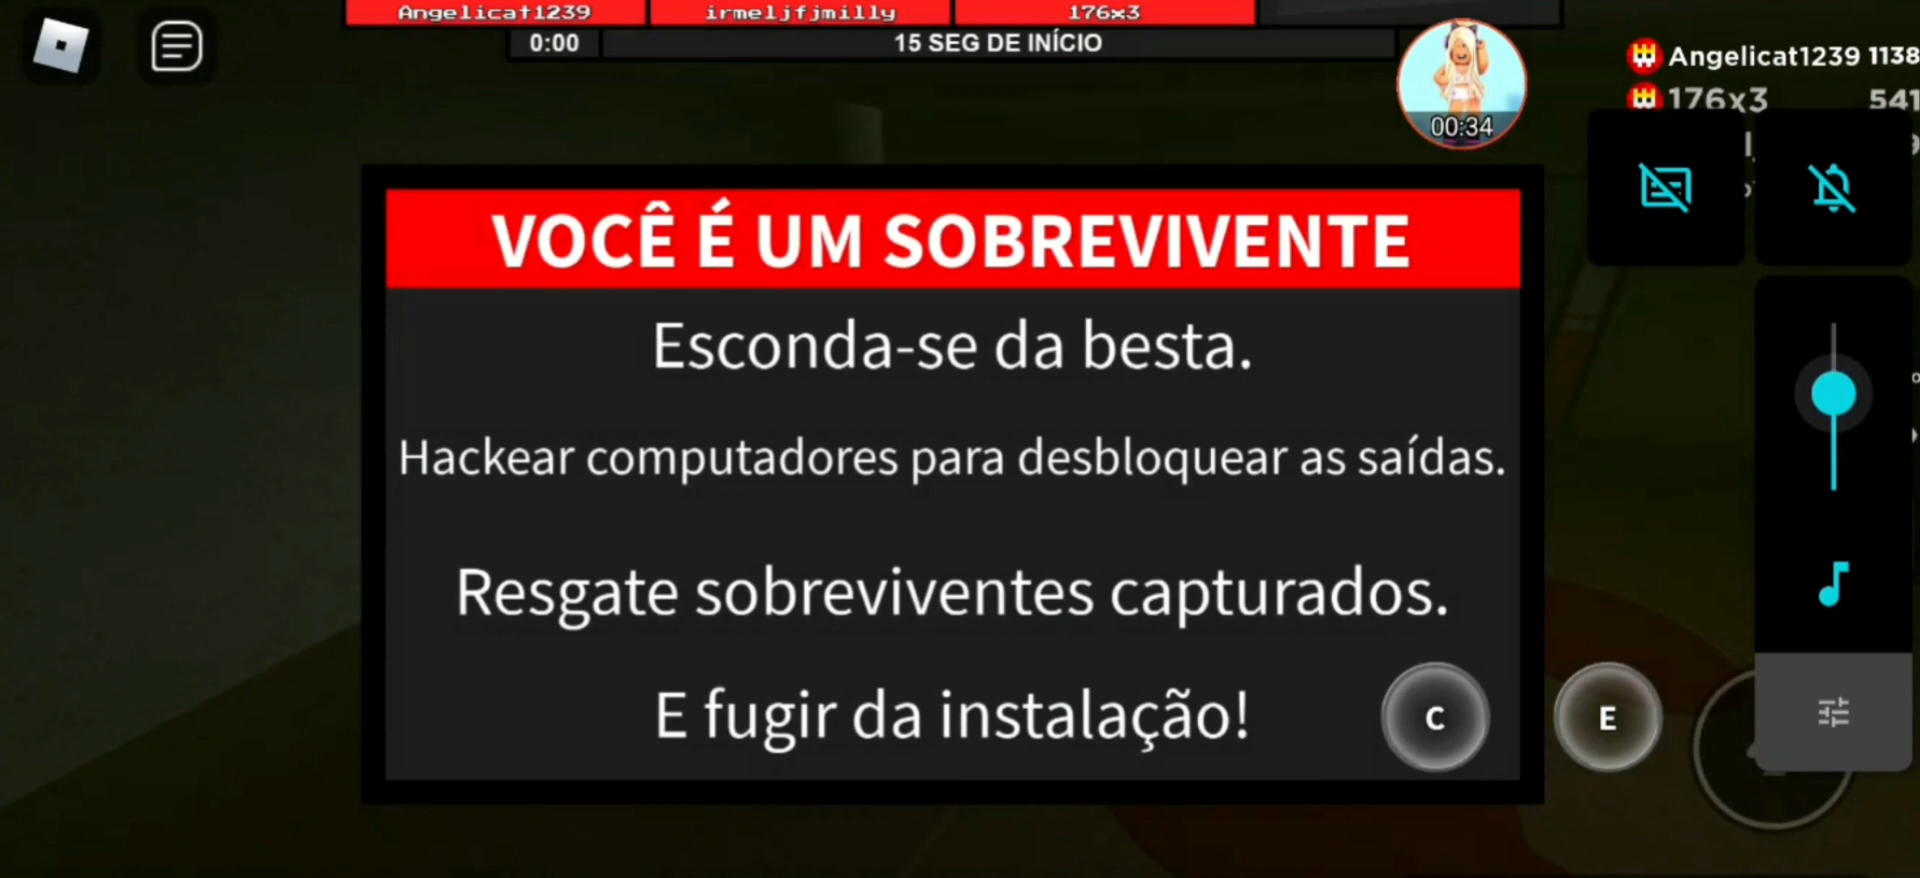 Angelicat1239 irmeljfjmilly 176x3
0:00 15 SEG DE INÍCIO
00:34
Angelicat1239 1138
176x3 541
VOCÊ É UM SOBREVIVENTE
Esconda-se da besta.
Hackear computadores para desbloquear as saídas.
Resgate sobreviventes capturados.
E fugir da instalação!
C
E